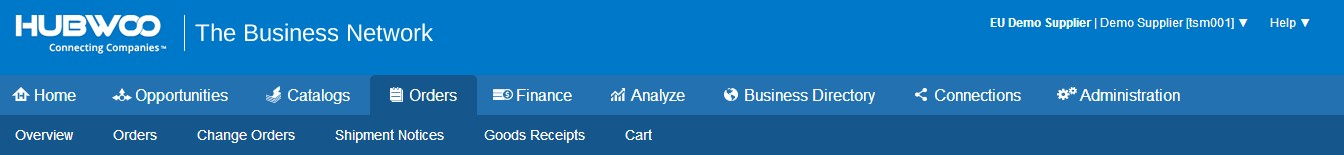 HUBWOO
Connecting Companies™
The Business Network
EU Demo Supplier | Demo Supplier [tsm001] ▼ Help ▼
Home Opportunities Catalogs Orders Finance Analyze Business Directory Connections Administration
Overview Orders Change Orders Shipment Notices Goods Receipts Cart